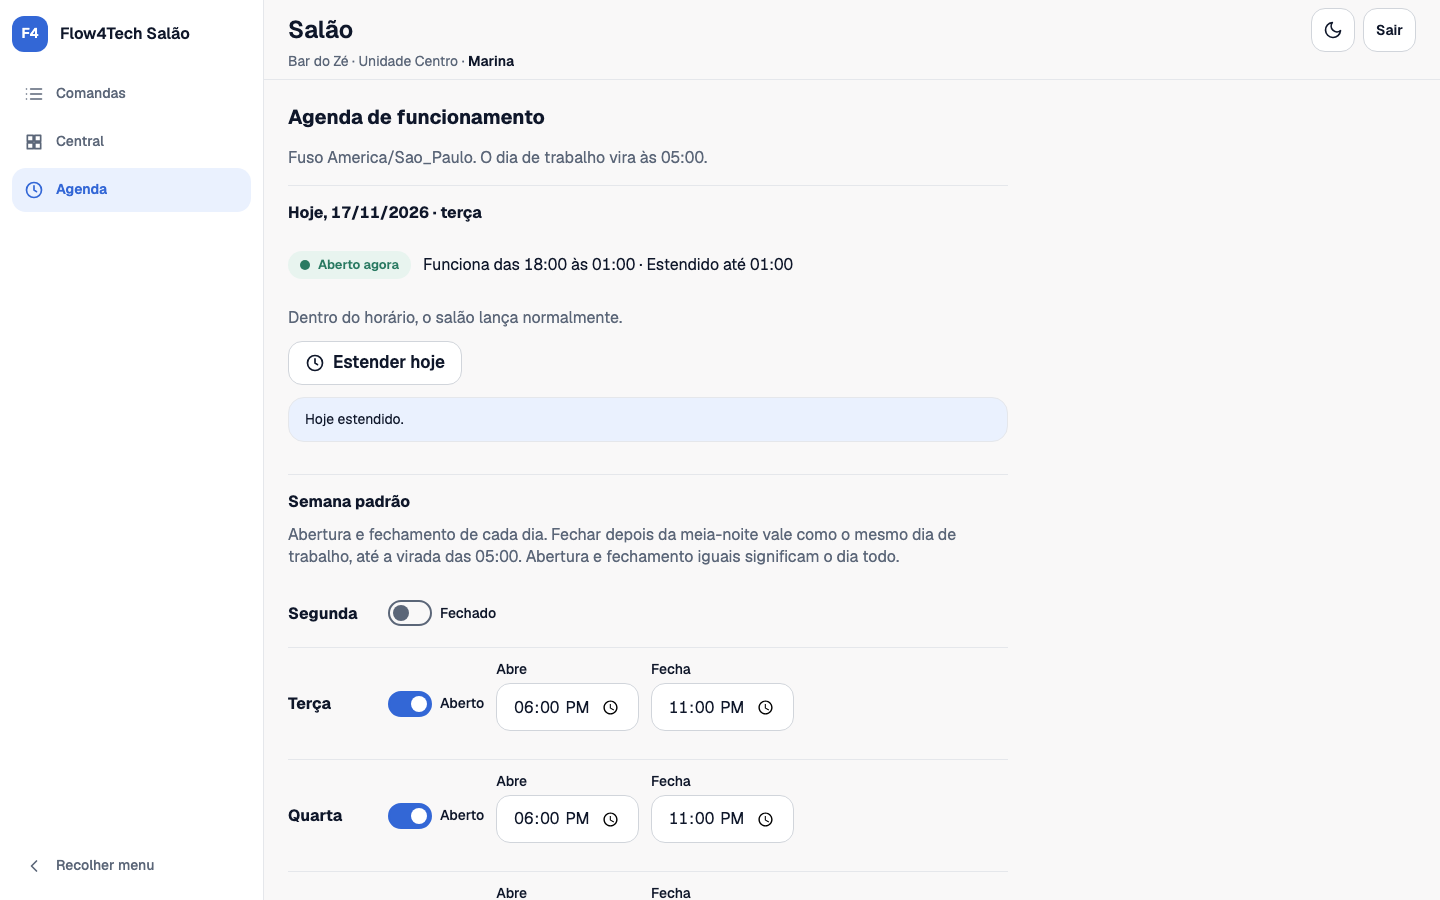 F4
Flow4Tech Salão
Comandas
Central
Agenda
Recolher menu
Salão
Bar do Zé · Unidade Centro · Marina
Sair
Agenda de funcionamento
Fuso America/Sao_Paulo. O dia de trabalho vira às 05:00.
Hoje, 17/11/2026 · terça
Aberto agora
Funciona das 18:00 às 01:00 · Estendido até 01:00
Dentro do horário, o salão lança normalmente.
Estender hoje
Hoje estendido.
Semana padrão
Abertura e fechamento de cada dia. Fechar depois da meia-noite vale como o mesmo dia de
trabalho, até a virada das 05:00. Abertura e fechamento iguais significam o dia todo.
Segunda
Fechado
Abre
Fecha
Terça
Aberto
06:00 PM
11:00 PM
Abre
Fecha
Quarta
Aberto
06:00 PM
11:00 PM
Abre
Fecha